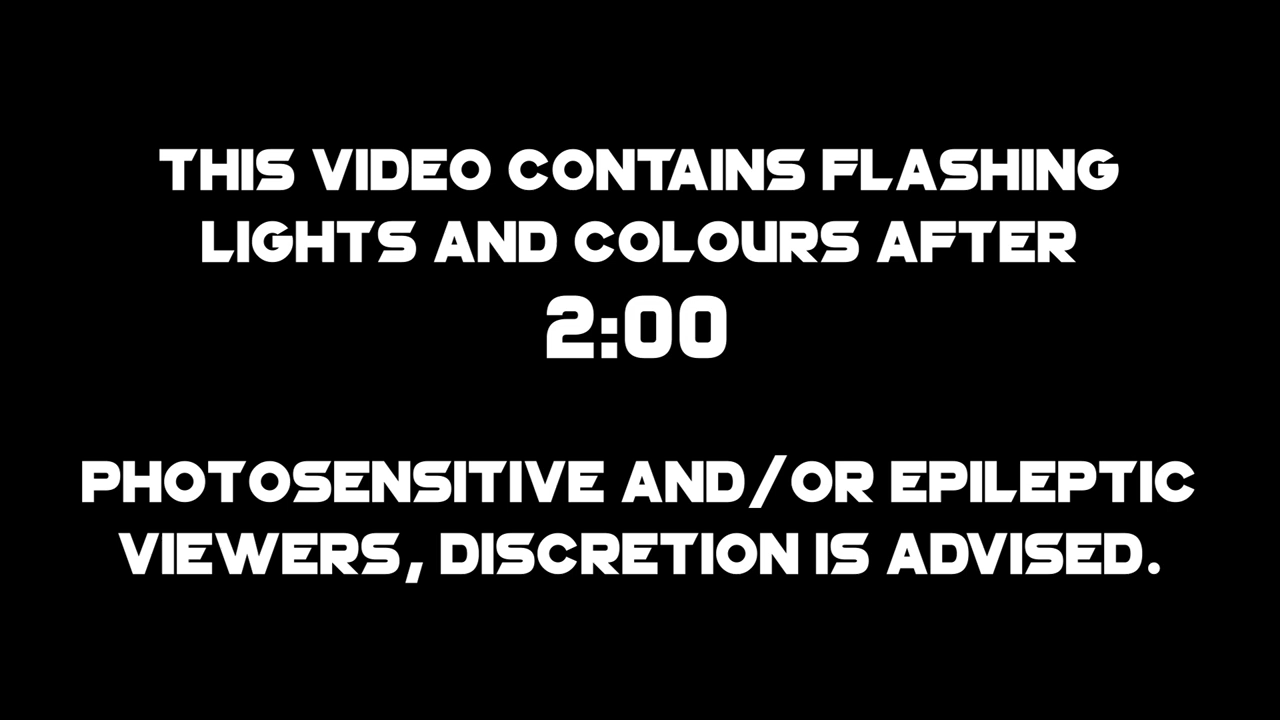 THIS VIDEO CONTAINS FLASHING
LIGHTS AND COLOURS AFTER
2:00
PHOTOSENSITIVE AND/OR EPILEPTIC
VIEWERS, DISCRETION IS ADVISED.